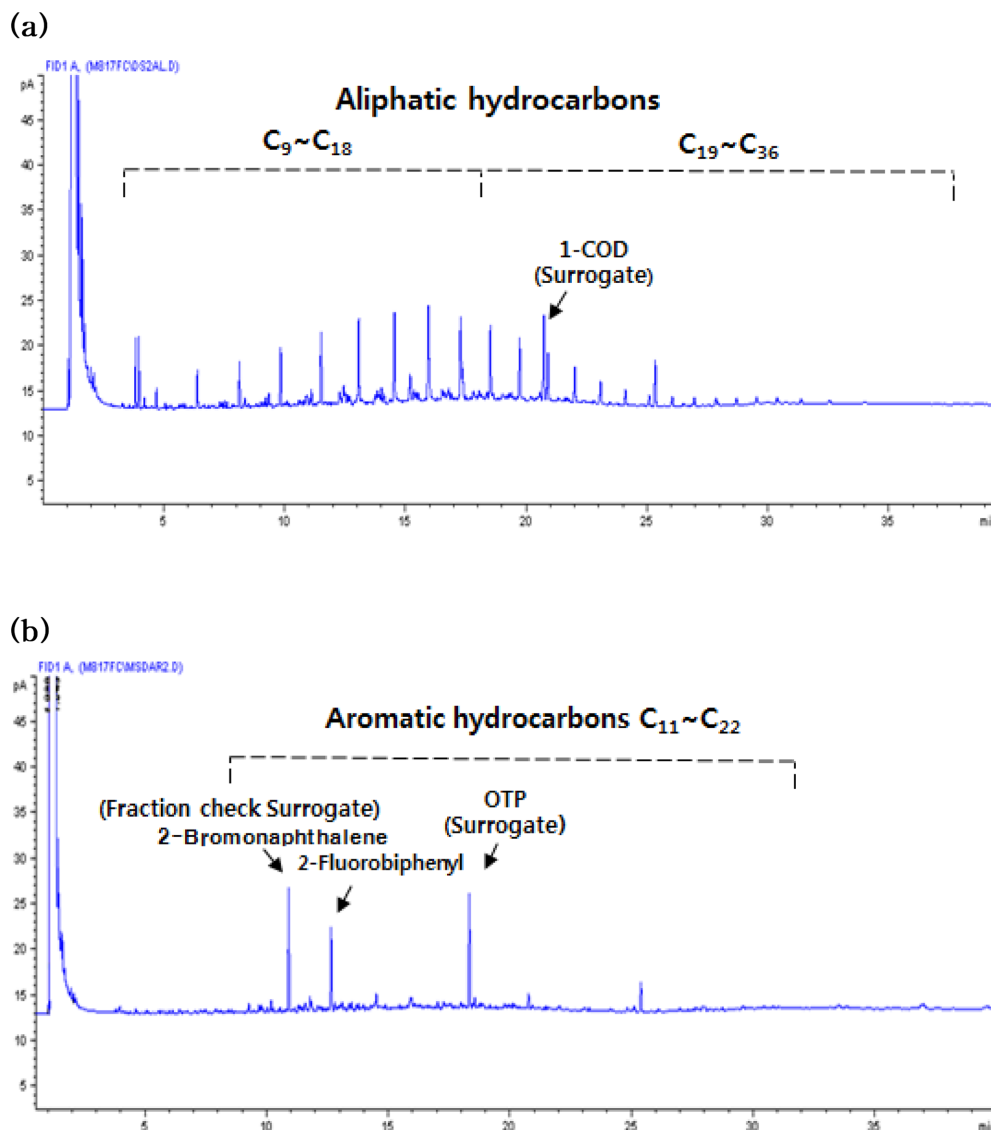 (a)
FID1 A, (M817FC\DS2AL.D)
pA
Aliphatic hydrocarbons
C₉~C₁₈
C₁₉~C₃₆
1-COD
(Surrogate)
45
40
35
30
25
20
15
10
5
5 10 15 20 25 30 35 mi
(b)
FID1 A, (M817FC\MSDAR2.D)
pA
Aromatic hydrocarbons C₁₁~C₂₂
(Fraction check Surrogate)
2-Bromonaphthalene
2-Fluorobiphenyl
OTP
(Surrogate)
45
40
35
30
25
20
15
10
5
5 10 15 20 25 30 35 mi